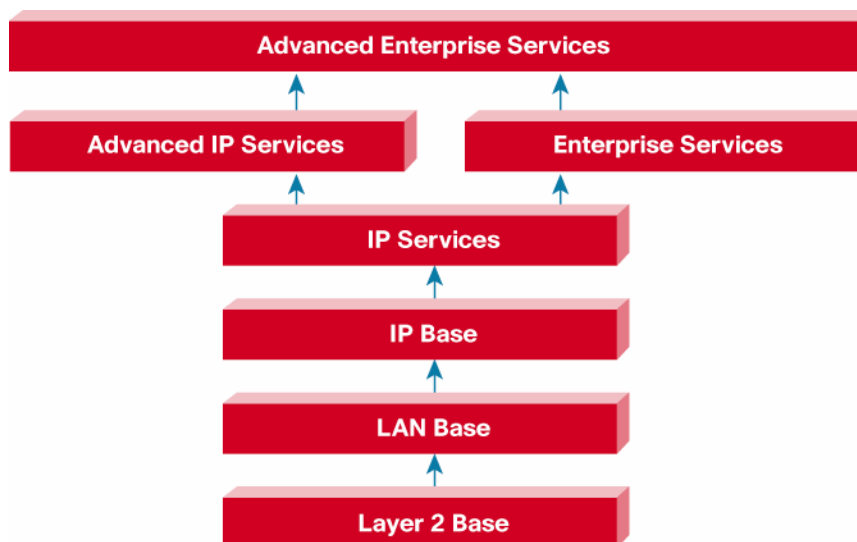 Advanced Enterprise Services
Advanced IP Services
Enterprise Services
IP Services
IP Base
LAN Base
Layer 2 Base